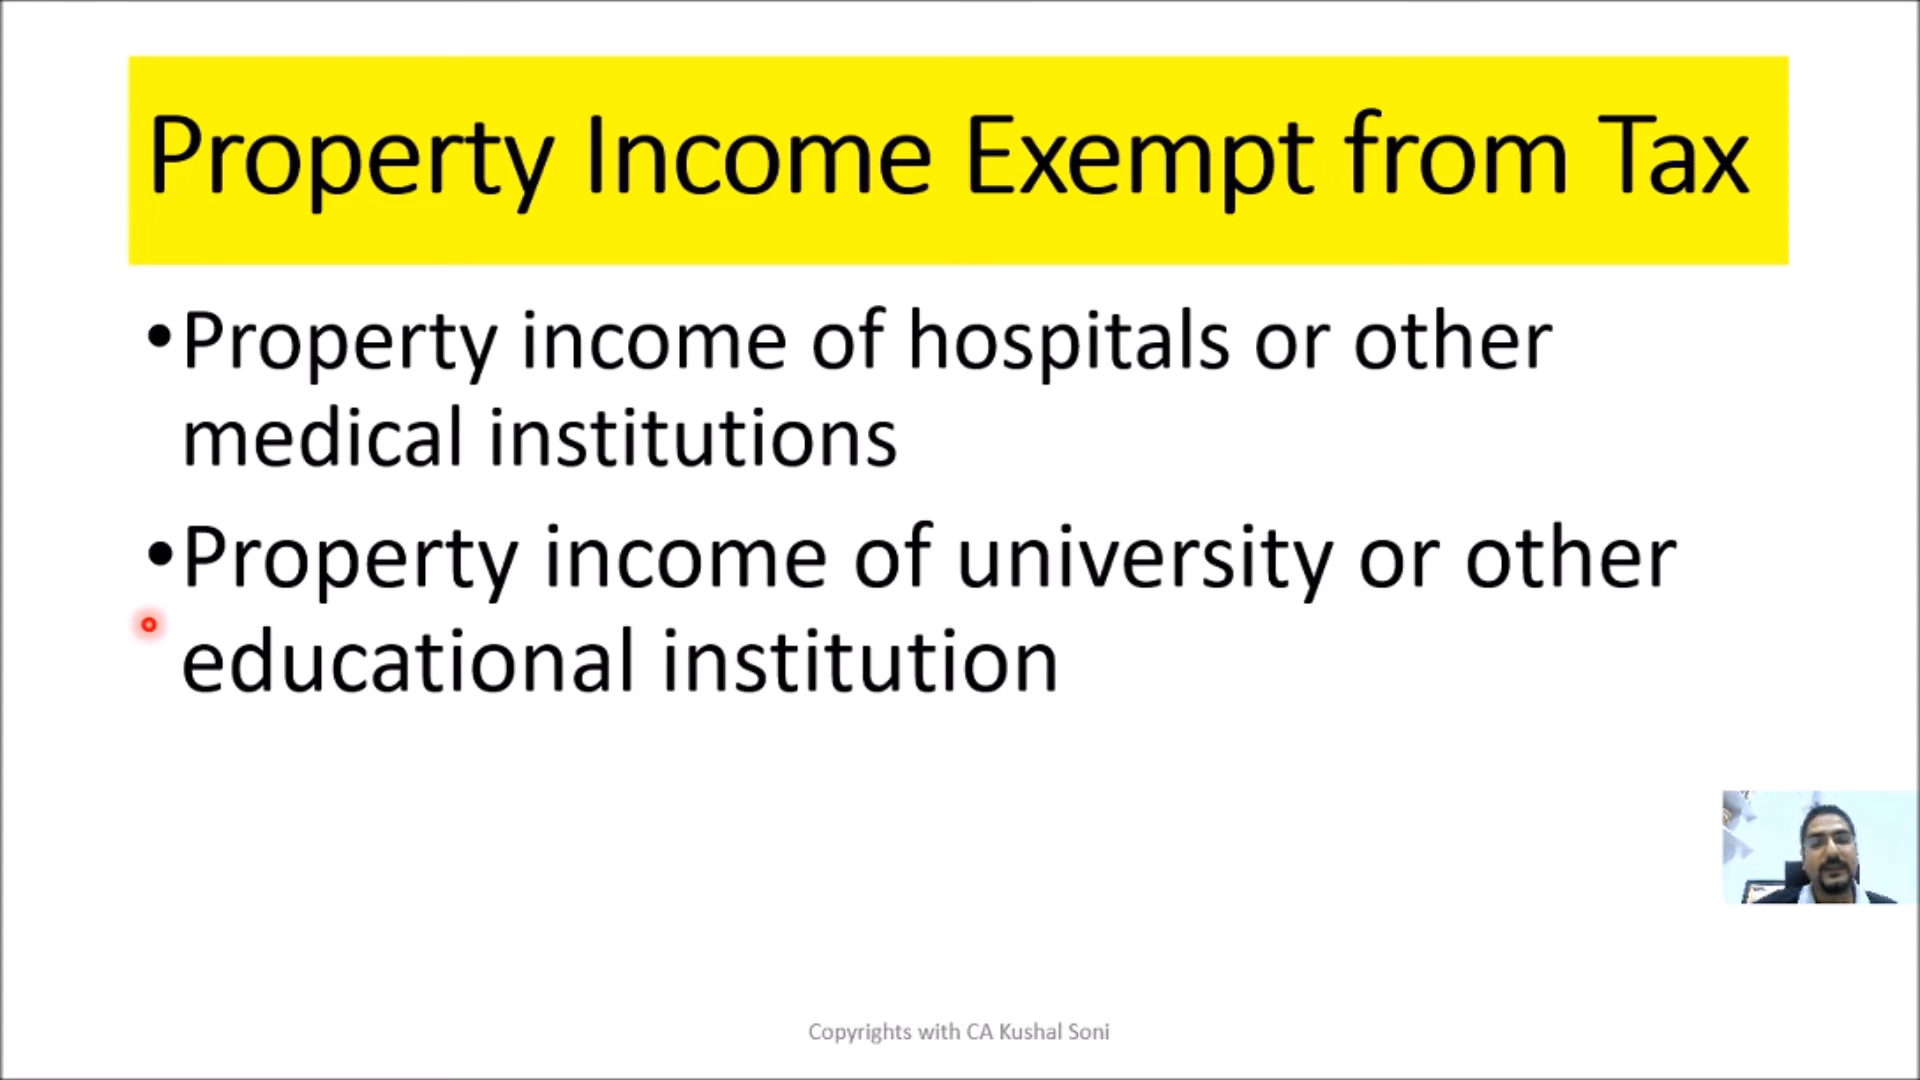 Property Income Exempt from Tax
•Property income of hospitals or other
medical institutions
•Property income of university or other
educational institution
Copyrights with CA Kushal Soni